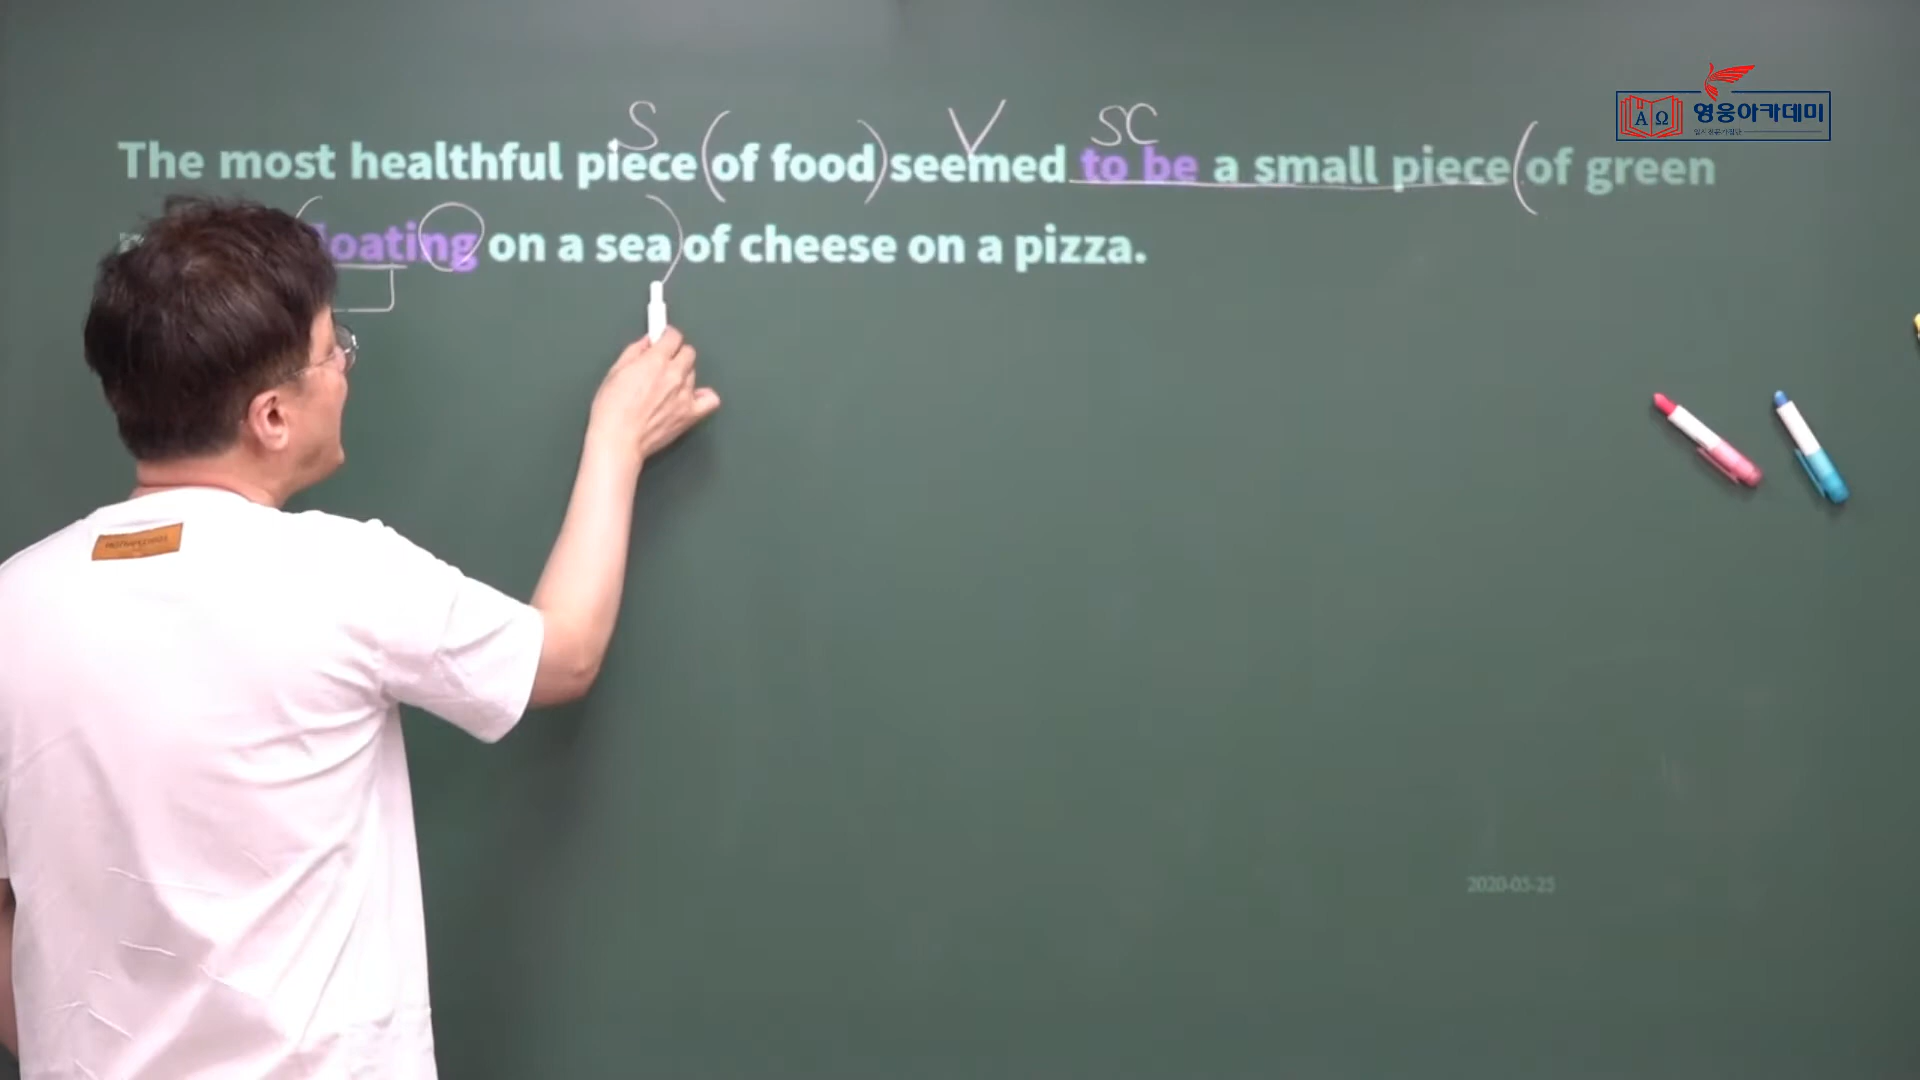 영웅아카데미
S V SC
The most healthful piece (of food) seemed to be a small piece (of green
(loating on a sea) of cheese on a pizza.
2020-05-25